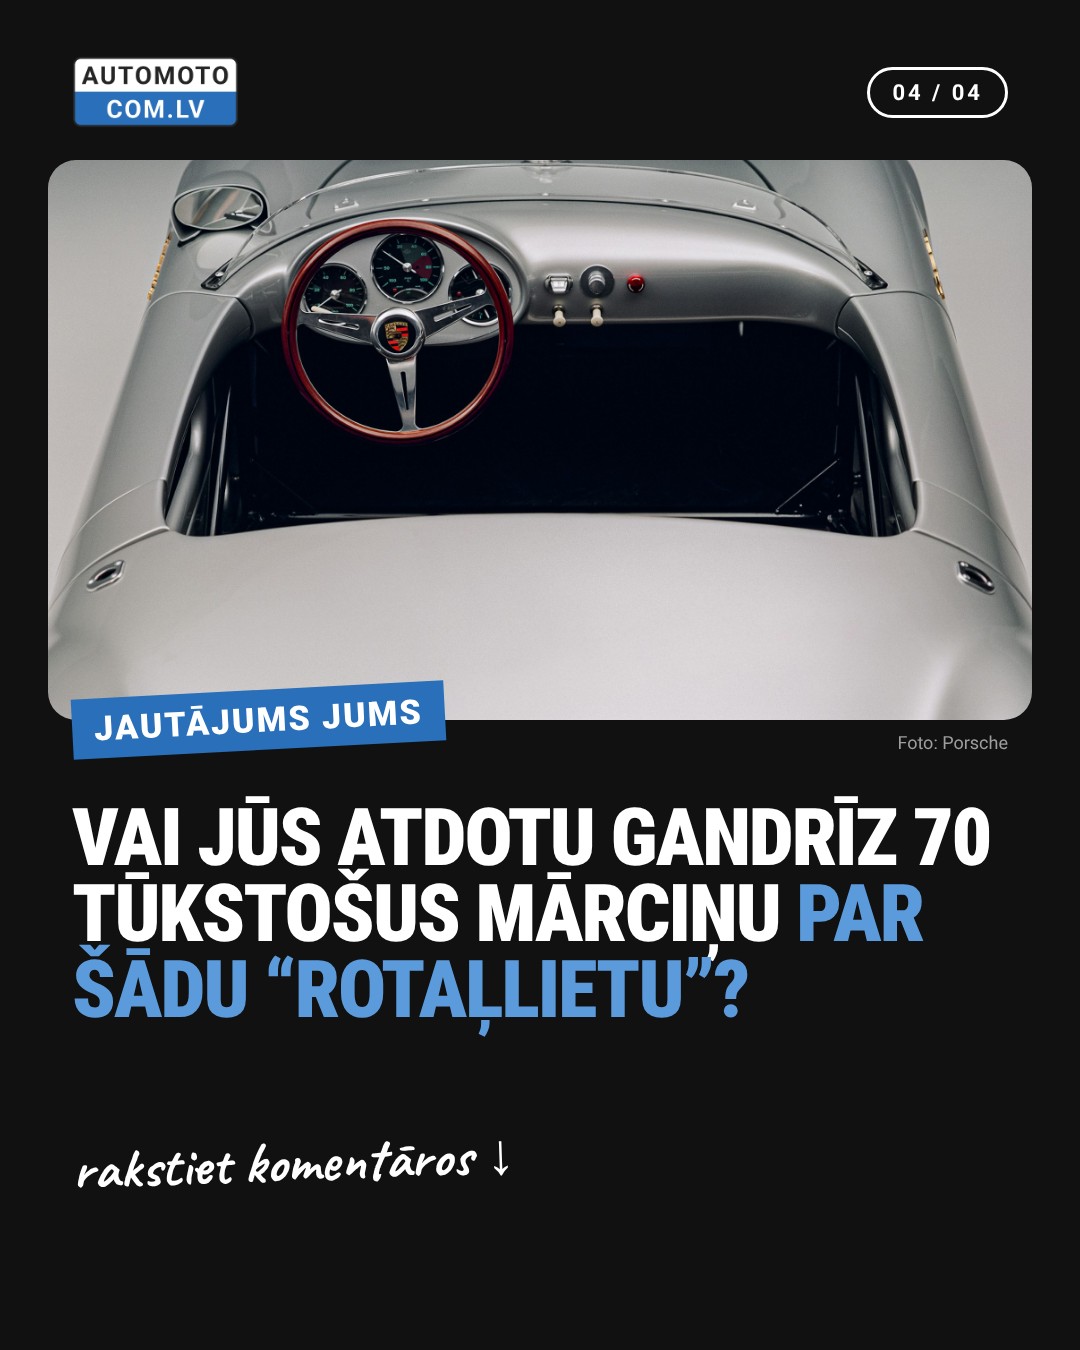 AUTOMOTO
COM.LV
04 / 04
JAUTĀJUMS JUMS
Foto: Porsche
VAI JŪS ATDOTU GANDRĪZ 70
TŪKSTOŠUS MĀRCIŅU PAR
ŠĀDU “ROTAĻLIETU”?
rakstiet komentāros ↓